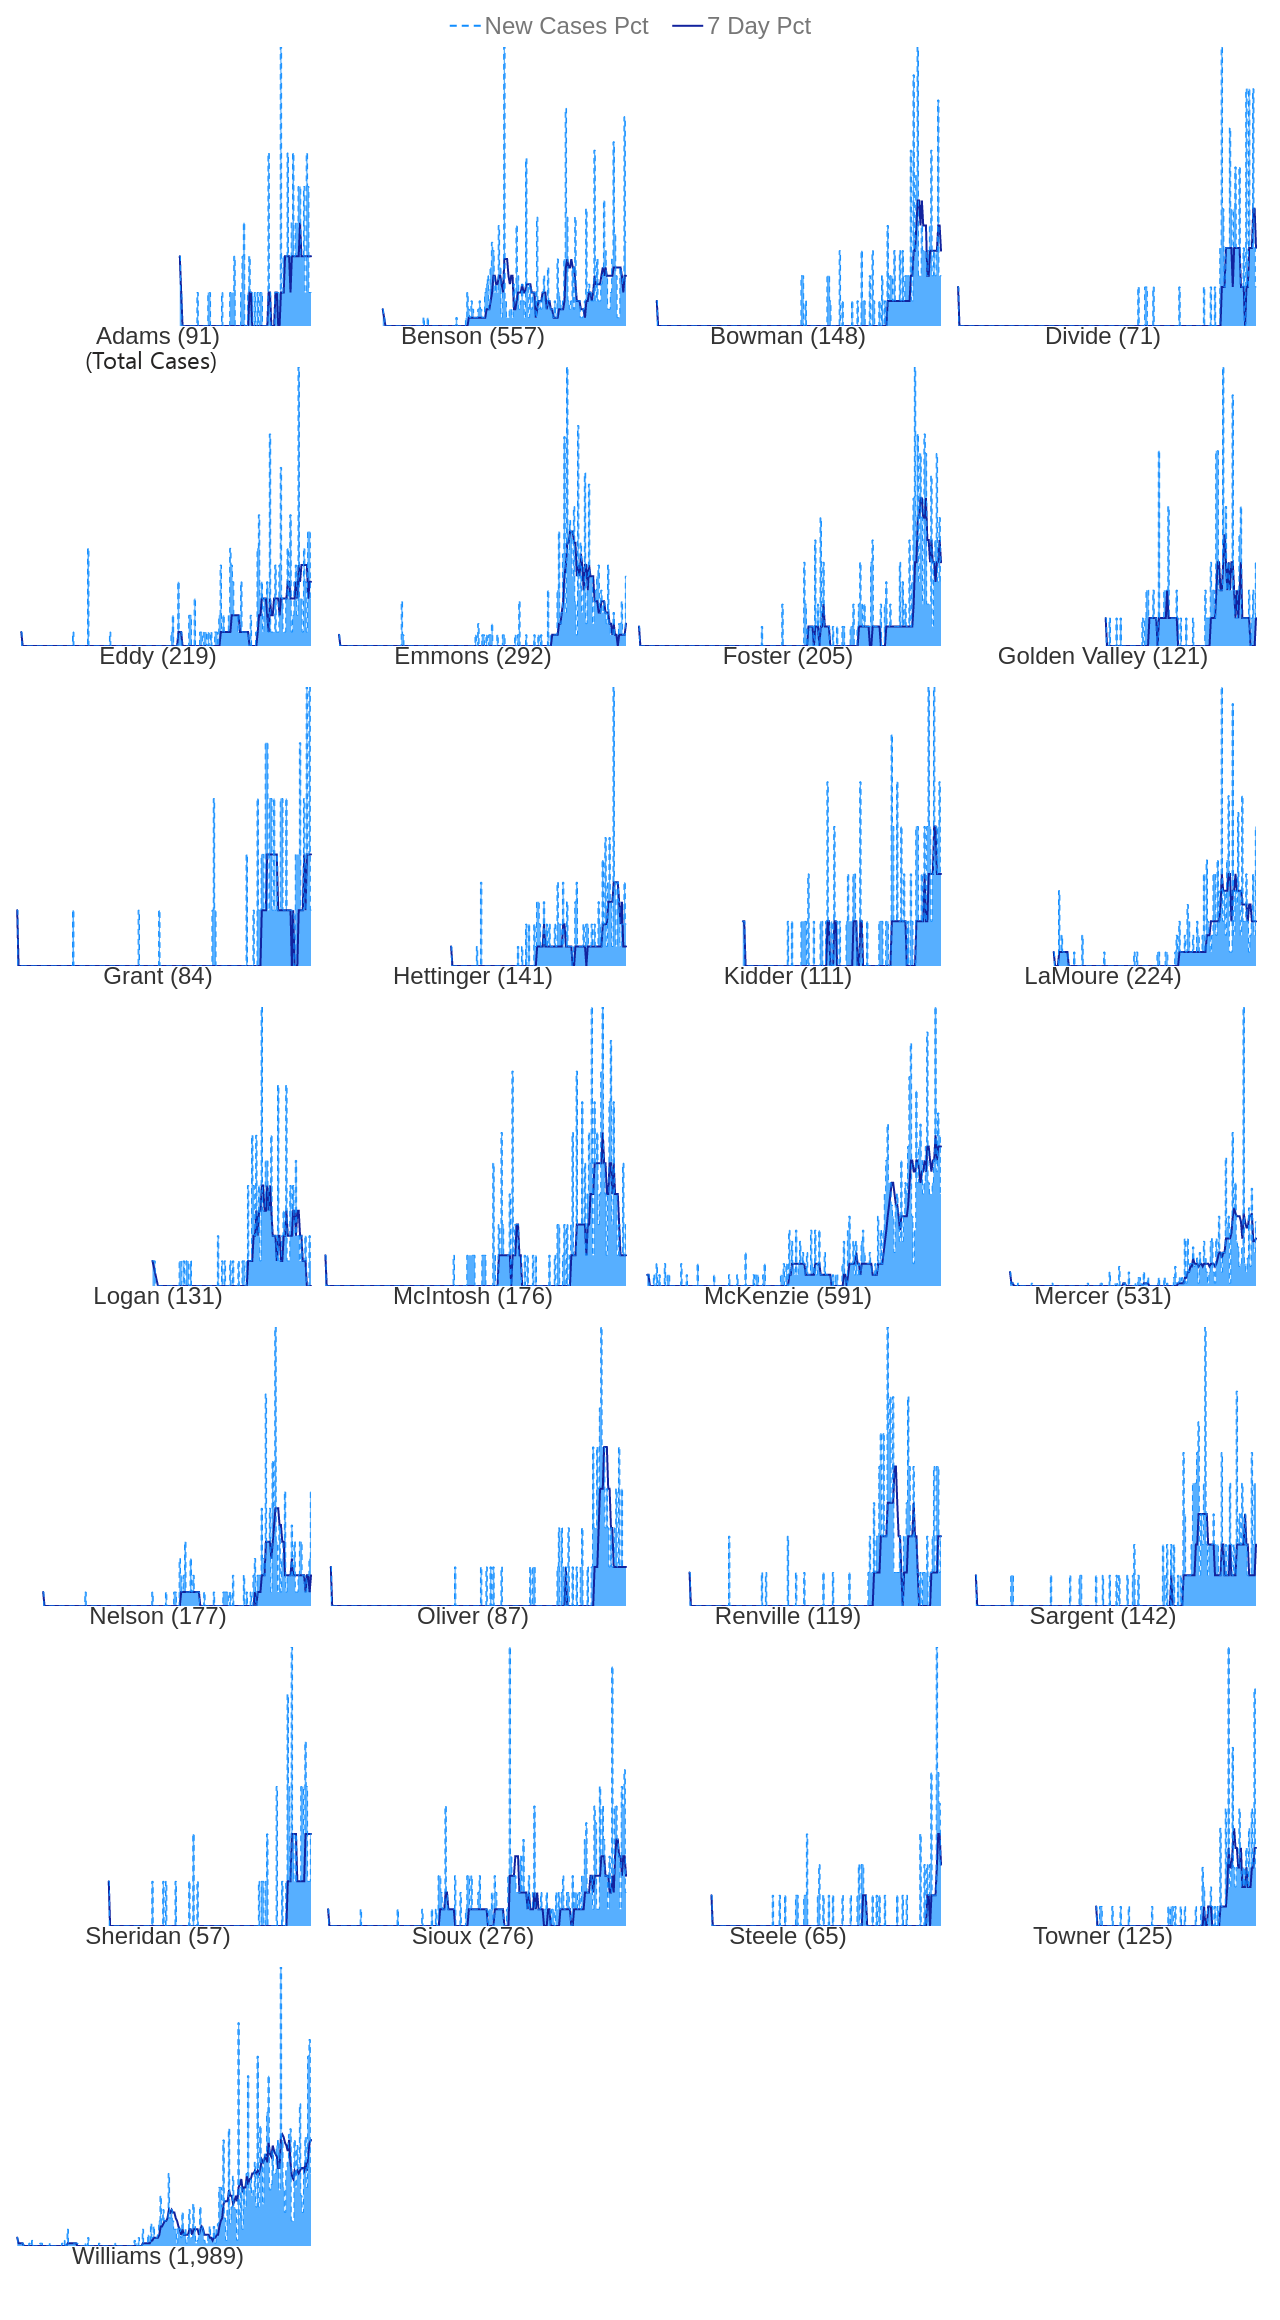 New Cases Pct 7 Day Pct
Adams (91) Benson (557) Bowman (148) Divide (71)
(Total Cases)
Eddy (219) Emmons (292) Foster (205) Golden Valley (121)
Grant (84) Hettinger (141) Kidder (111) LaMoure (224)
Logan (131) McIntosh (176) McKenzie (591) Mercer (531)
Nelson (177) Oliver (87) Renville (119) Sargent (142)
Sheridan (57) Sioux (276) Steele (65) Towner (125)
Williams (1,989)